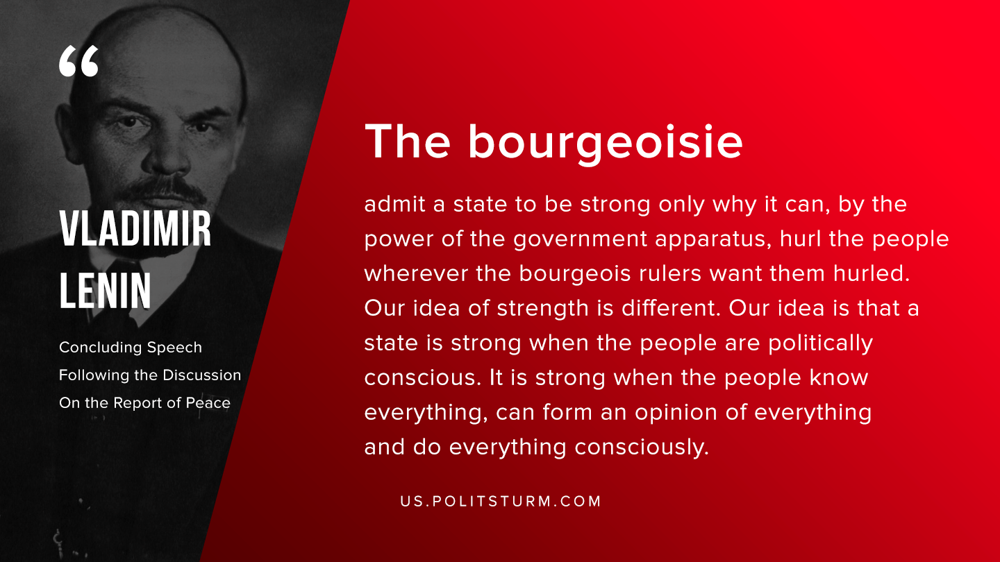 “
VLADIMIR
LENIN
Concluding Speech
Following the Discussion
On the Report of Peace
The bourgeoisie
admit a state to be strong only why it can, by the
power of the government apparatus, hurl the people
wherever the bourgeois rulers want them hurled.
Our idea of strength is different. Our idea is that a
state is strong when the people are politically
conscious. It is strong when the people know
everything, can form an opinion of everything
and do everything consciously.
US.POLITSTURM.COM